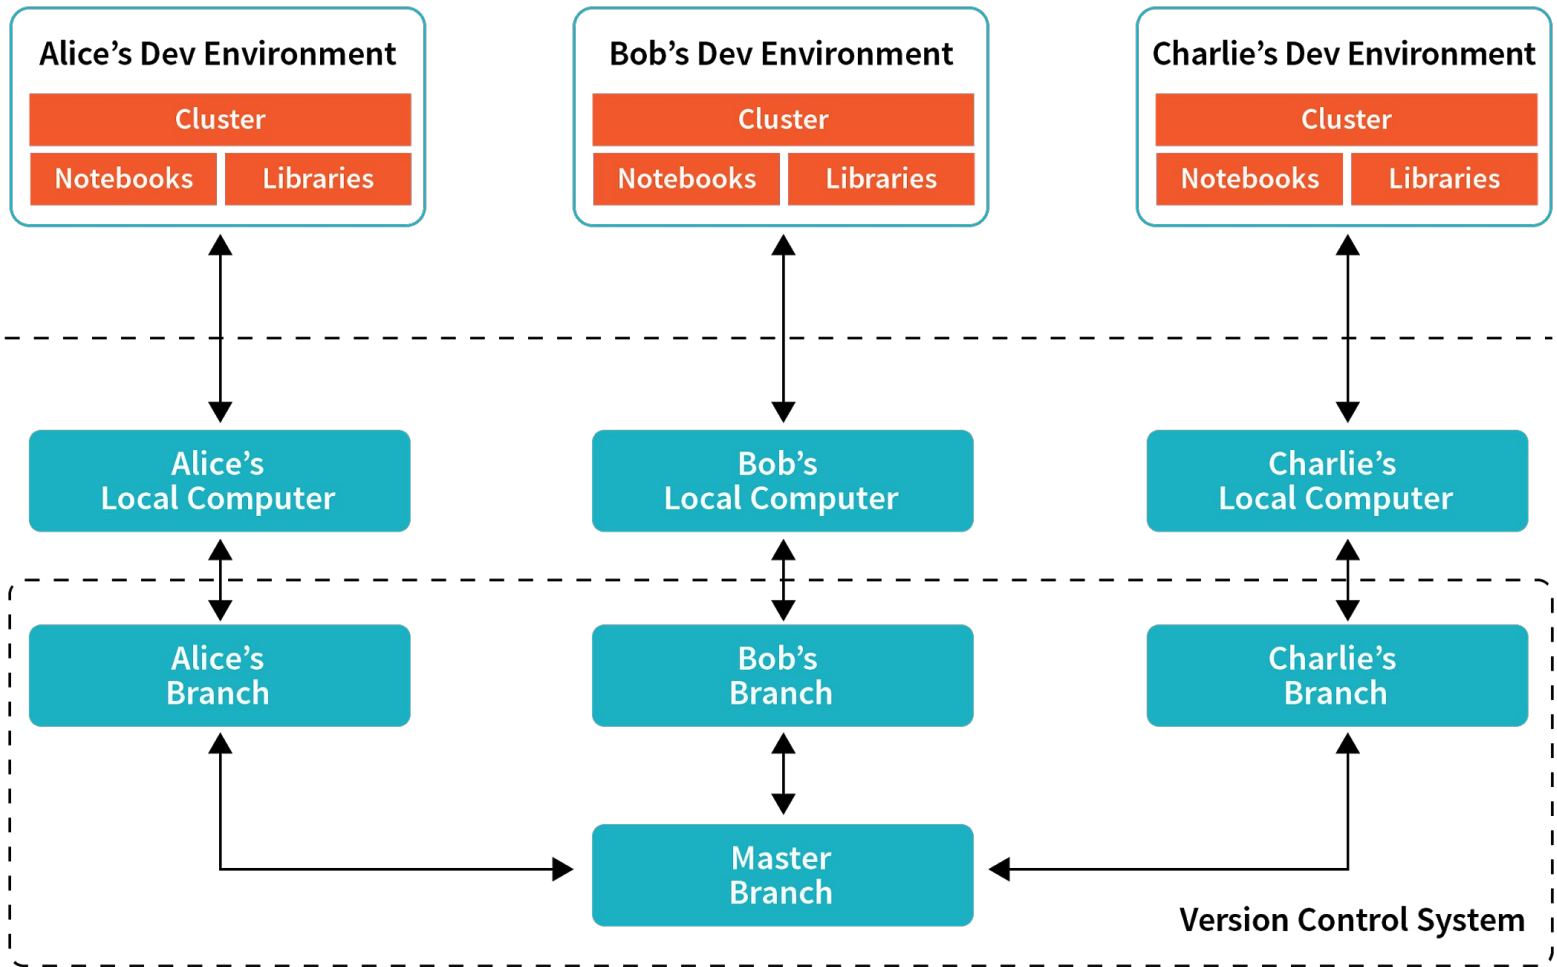 Alice’s Dev Environment
Cluster
Notebooks
Libraries
Bob’s Dev Environment
Cluster
Notebooks
Libraries
Charlie’s Dev Environment
Cluster
Notebooks
Libraries
Alice’s
Local Computer
Bob’s
Local Computer
Charlie’s
Local Computer
Alice’s
Branch
Bob’s
Branch
Charlie’s
Branch
Master
Branch
Version Control System